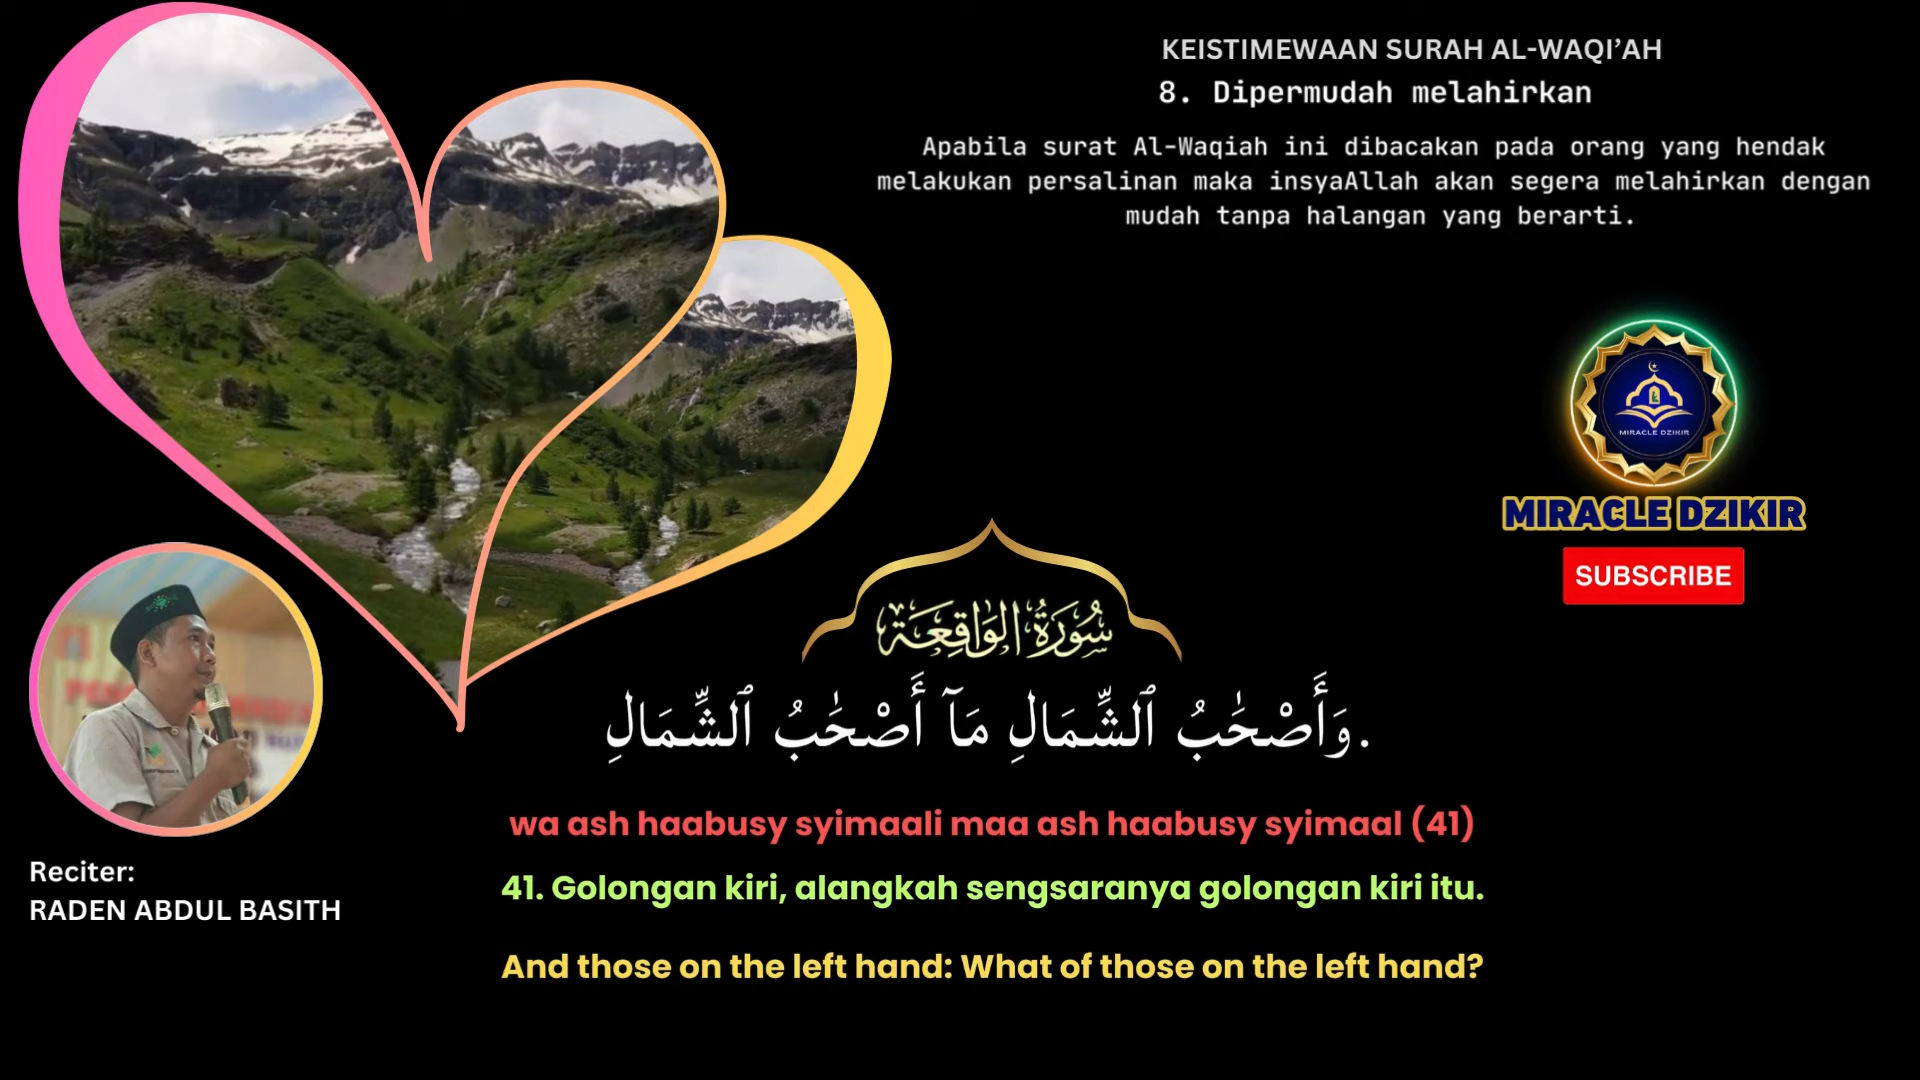 KEISTIMEWAAN SURAH AL-WAQI’AH
8. Dipermudah melahirkan
Apabila surat Al-Waqiah ini dibacakan pada orang yang hendak
melakukan persalinan maka insyaAllah akan segera melahirkan dengan
mudah tanpa halangan yang berarti.
MIRACLE DZIKIR
MIRACLE DZIKIR
SUBSCRIBE
سُورَةُ الوَاقِعَة
وَأَصْحَٰبُ ٱلشِّمَالِ مَآ أَصْحَٰبُ ٱلشِّمَالِ.
wa ash haabusy syimaali maa ash haabusy syimaal (41)
41. Golongan kiri, alangkah sengsaranya golongan kiri itu.
And those on the left hand: What of those on the left hand?
Reciter:
RADEN ABDUL BASITH